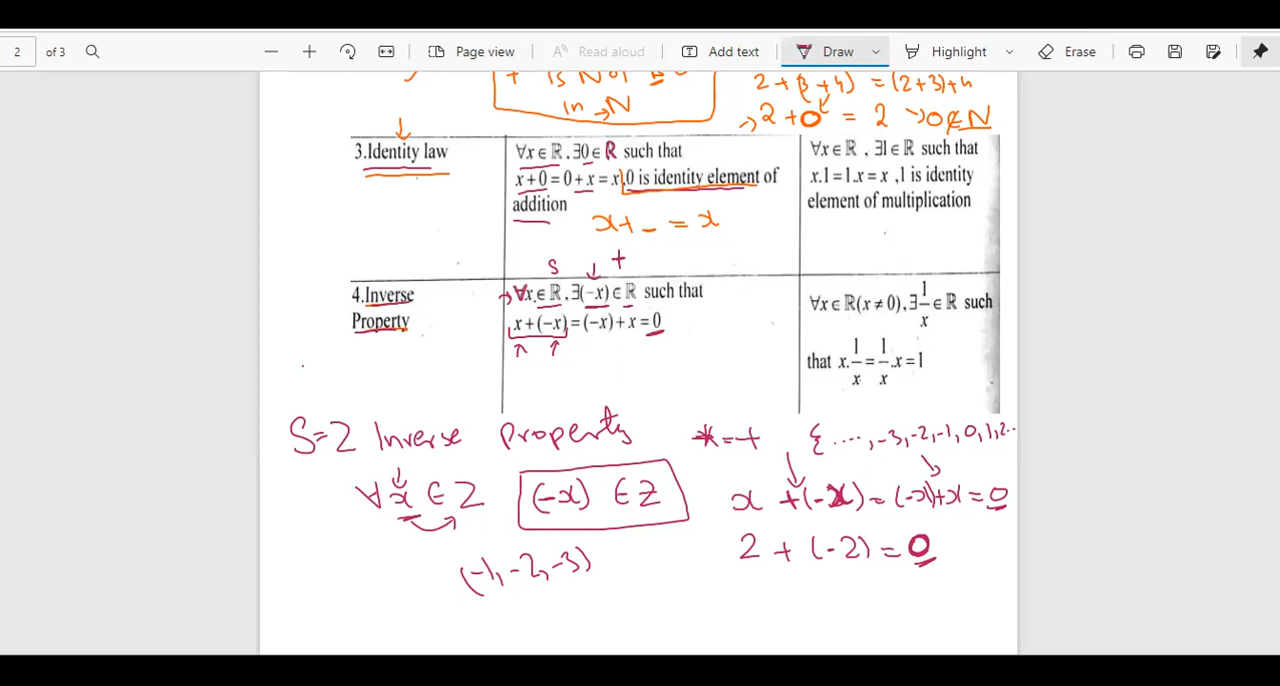 2 of 3 Page view Read aloud Add text Draw Highlight Erase
+ is Not
in → N
2 + (3 + 4) = (2+3)+4
→ 2 + 0 = 2 → 0 ∉ N
3.Identity law
∀x ∈ ℝ, ∃0 ∈ R such that
x + 0 = 0 + x = x, 0 is identity element of
addition
x + _ = x
∀x ∈ ℝ, ∃1 ∈ ℝ such that
x.1 = 1.x = x ,1 is identity
element of multiplication
S +
4.Inverse
Property
∀x ∈ ℝ, ∃(−x) ∈ ℝ such that
x + (−x) = (−x) + x = 0
∀x ∈ ℝ(x ≠ 0), ∃1/x ∈ ℝ such
that x.1/x = 1/x.x = 1
S=Z Inverse Property * = + { ...., -3, -2, -1, 0, 1, 2..
∀ x ∈ Z (-x) ∈ Z x + (-x) = (-x)+x = 0
2 + (-2) = 0
(-1, -2, -3)